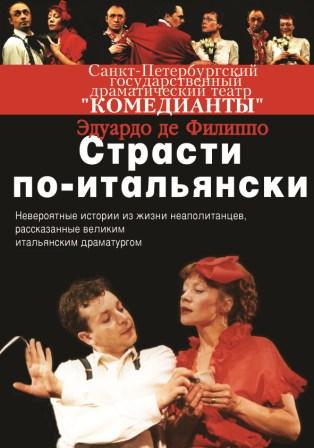 Санкт-Петербургский
государственный
драматический театр
"КОМЕДИАНТЫ"
Эдуардо де Филиппо
Страсти
по-итальянски
Невероятные истории из жизни неаполитанцев,
рассказанные великим
итальянским драматургом